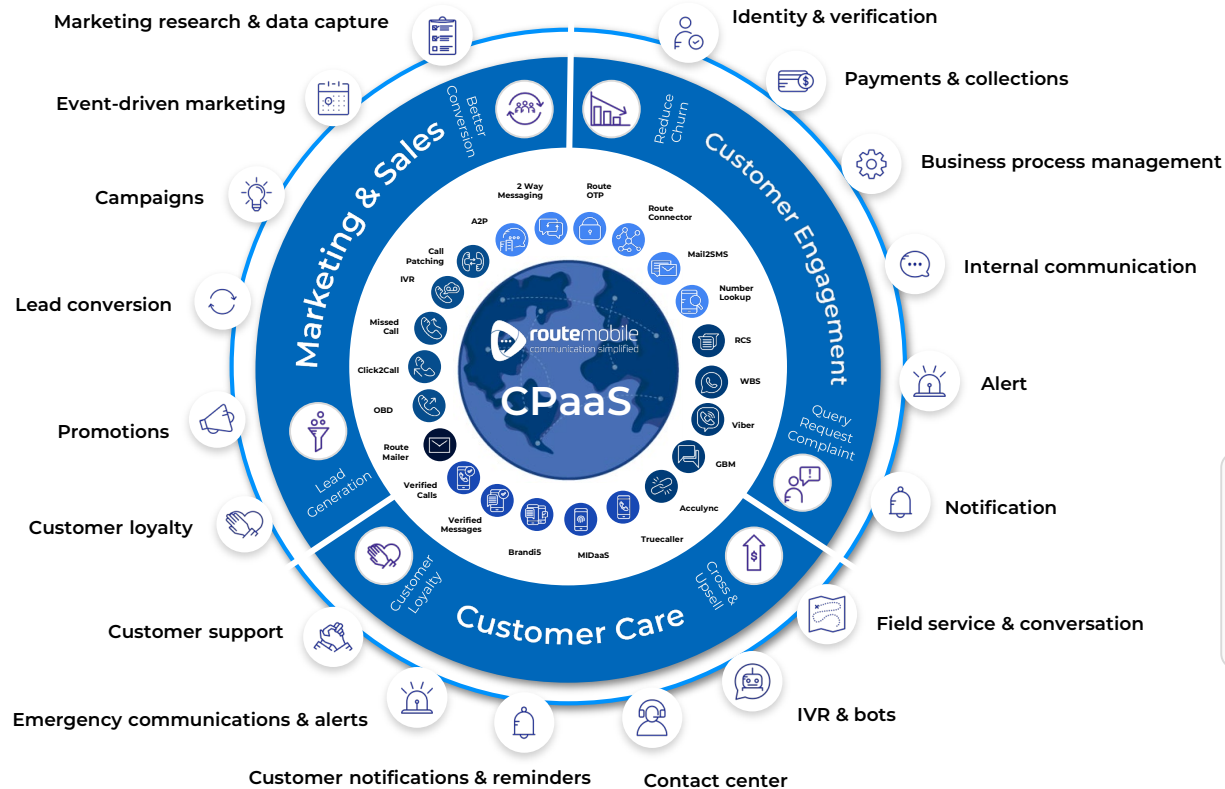 Marketing research & data capture
Event-driven marketing
Campaigns
Lead conversion
Promotions
Customer loyalty
Customer support
Emergency communications & alerts
Customer notifications & reminders
Contact center
IVR & bots
Field service & conversation
Notification
Alert
Internal communication
Business process management
Payments & collections
Identity & verification
Marketing & Sales
Better
Conversion
Lead
Generation
Customer Engagement
Reduce
Churn
Query
Request
Complaint
Customer Care
Customer
Loyalty
Cross &
Upsell
2 Way
Messaging
Route
OTP
Route
Connector
Mail2SMS
Number
Lookup
RCS
WBS
Viber
GBM
Acculync
Truecaller
MIDaaS
Brandi5
Verified
Messages
Verified
Calls
Route
Mailer
OBD
Click2Call
Missed
Call
IVR
Call
Patching
A2P
routemobile
communication simplified
CPaaS